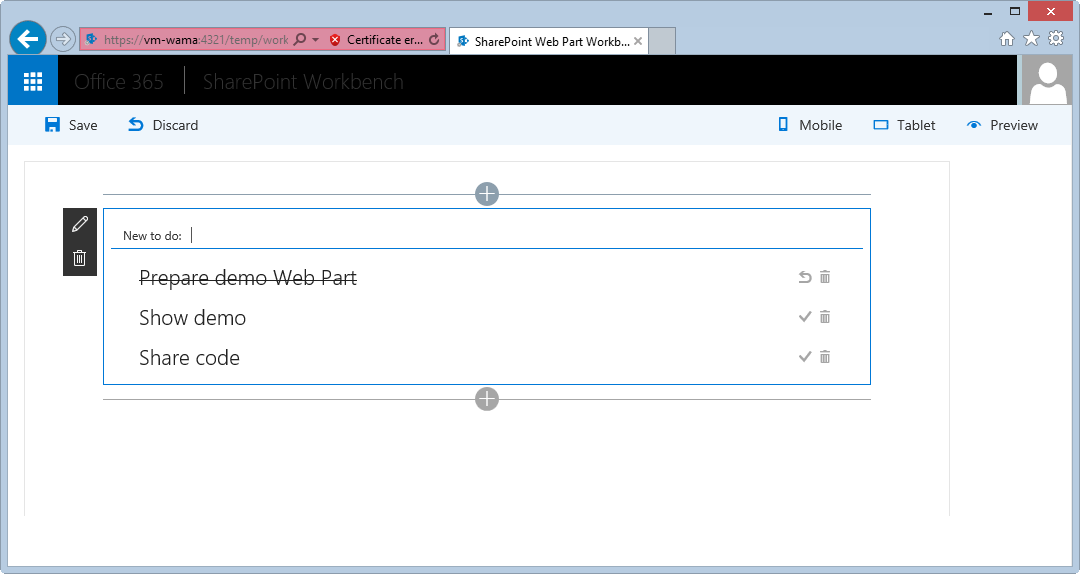 https://vm-wama:4321/temp/work
Certificate er...
SharePoint Web Part Workb...
Office 365
SharePoint Workbench
Save
Discard
Mobile
Tablet
Preview
New to do:
Prepare demo Web Part
Show demo
Share code